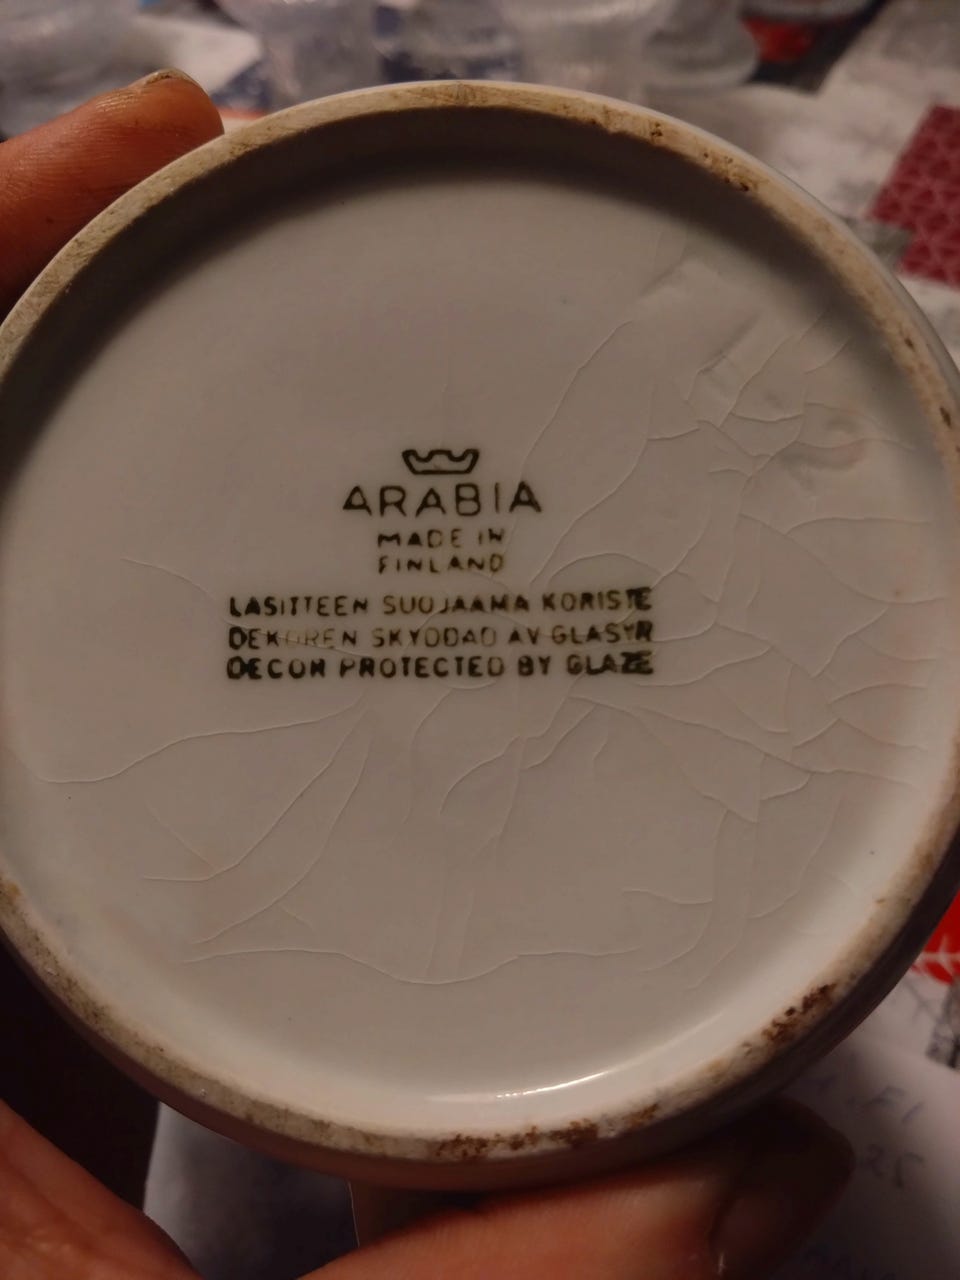 ARABIA
MADE IN
FINLAND
LASITTEEN SUOJAAMA KORISTE
DEKOREN SKYDDAD AV GLASYR
DECOR PROTECTED BY GLAZE